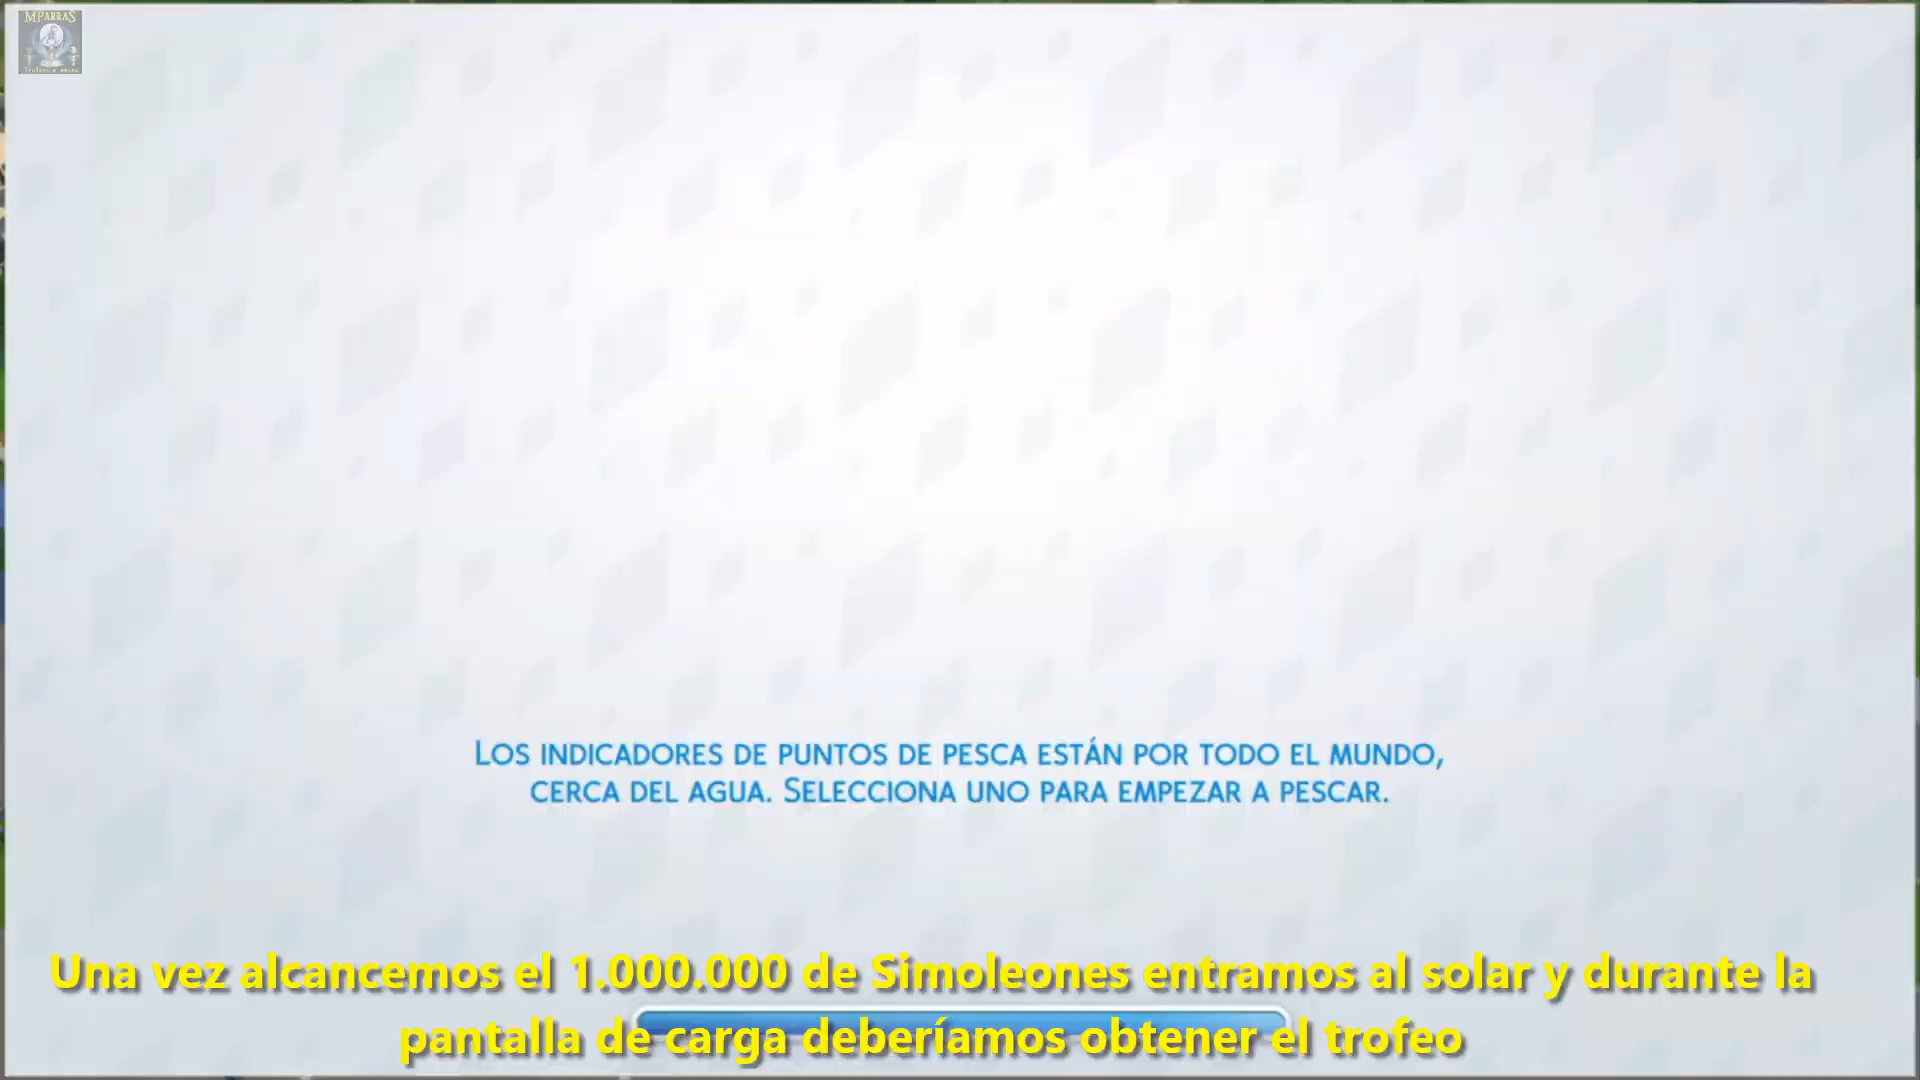 MPARRAS
LOS INDICADORES DE PUNTOS DE PESCA ESTÁN POR TODO EL MUNDO,
CERCA DEL AGUA. SELECCIONA UNO PARA EMPEZAR A PESCAR.
Una vez alcancemos el 1.000.000 de Simoleones entramos al solar y durante la
pantalla de carga deberíamos obtener el trofeo